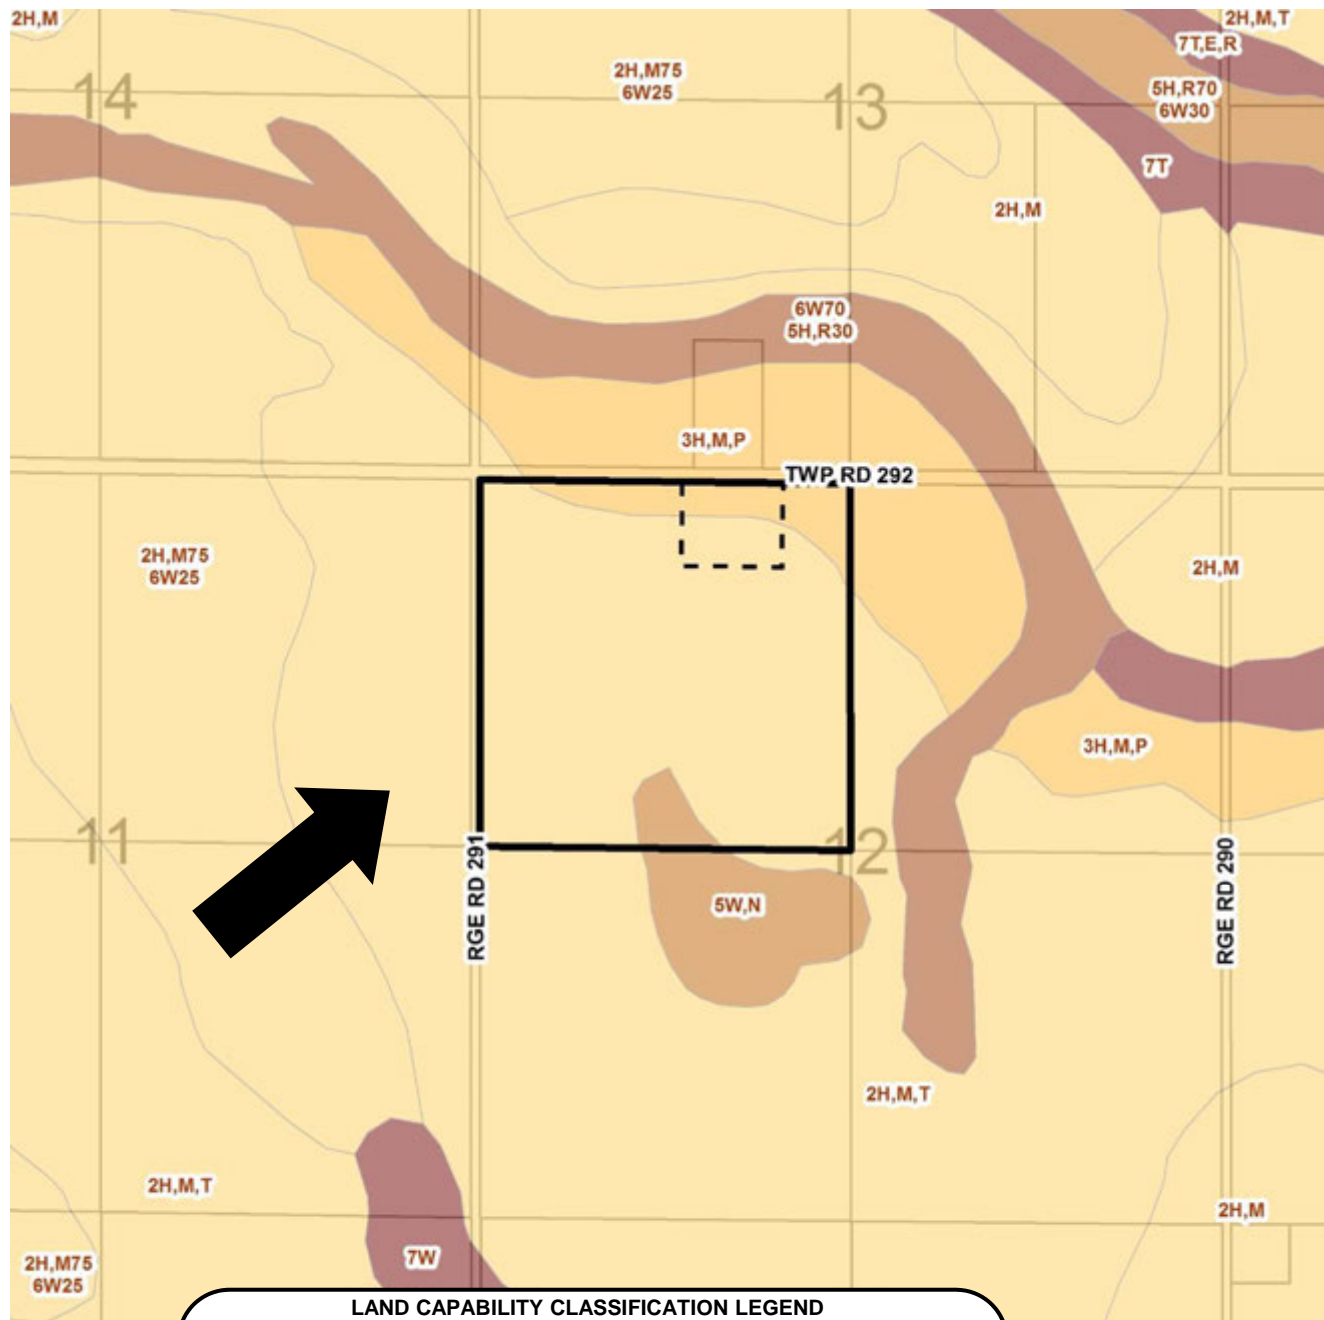 2H,M
2H,M,T
7T,E,R
2H,M75
6W25
14
13
5H,R70
6W30
7T
2H,M
6W70
5H,R30
3H,M,P
TWP RD 292
2H,M75
6W25
2H,M
3H,M,P
11
12
RGE RD 291
RGE RD 290
5W,N
2H,M,T
2H,M,T
2H,M
7W
2H,M75
6W25
LAND CAPABILITY CLASSIFICATION LEGEND